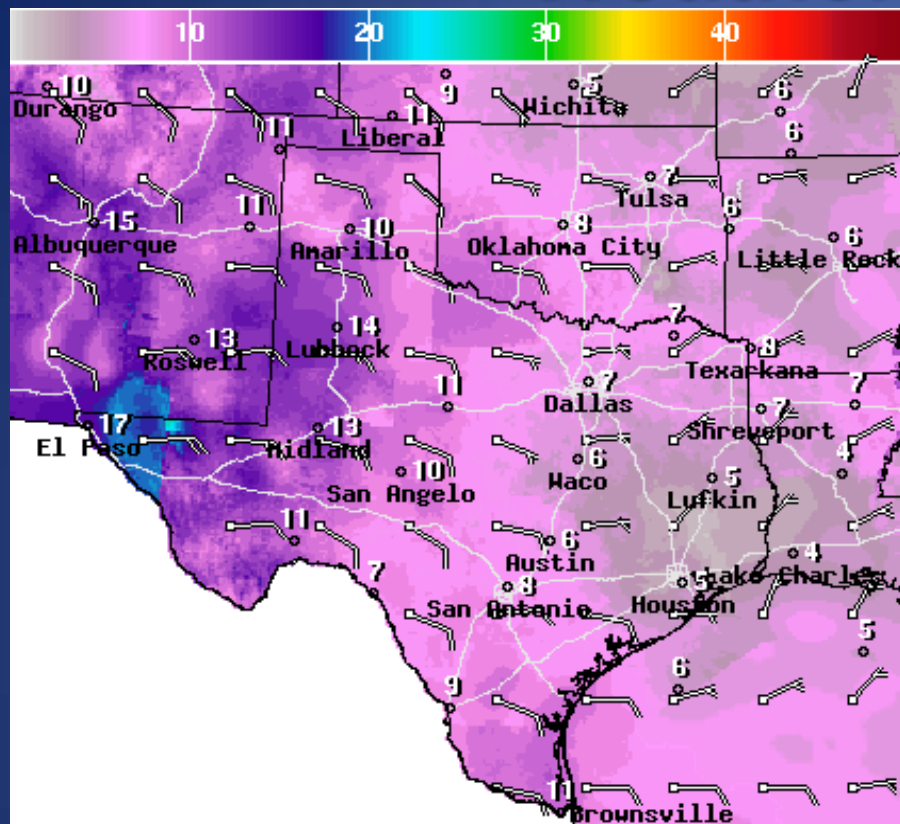 10 20 30 40
10 9 5 6
Durango Wichita
11 11 6
Liberal
7
Tulsa
15 11 10 8 6 6
Albuquerque Amarillo Oklahoma City Little Rock
13 14 7
Roswell Lubbock Texarkana 8
7
11 Dallas 7 7
17 13 Shreveport
El Paso Midland
10 6 5 4
San Angelo Waco Lufkin
11 6 4
Austin
7 8 5 Lake Charles
San Antonio Houston
5
6
9
11
Brownsville